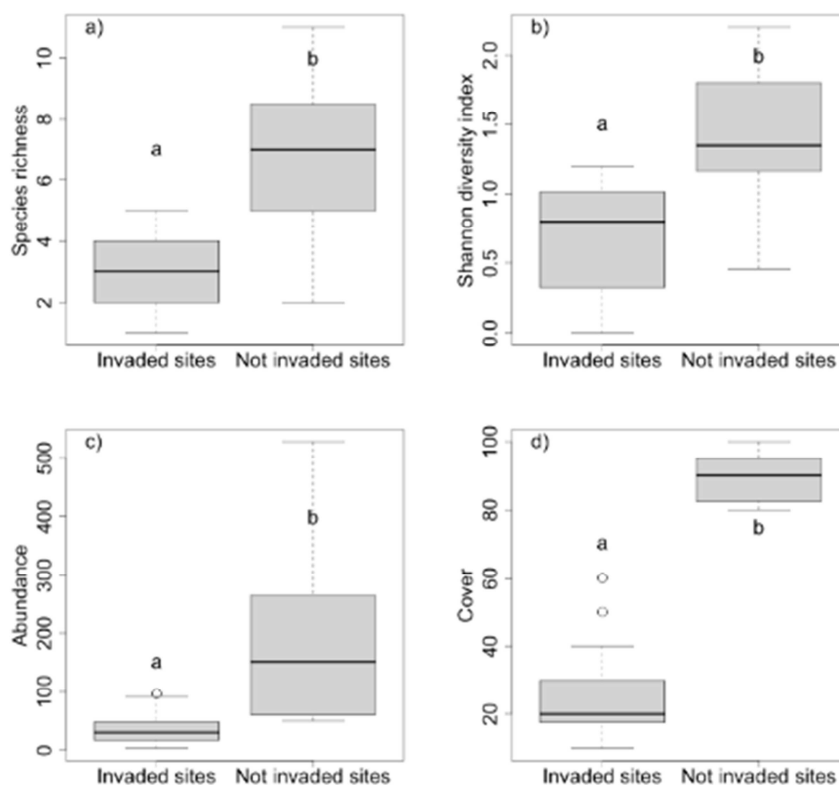 a)
Species richness
10
8
6
4
2
a
b
Invaded sites Not invaded sites
b)
Shannon diversity index
2.0
1.5
1.0
0.5
0.0
a
b
Invaded sites Not invaded sites
c)
Abundance
500
400
300
200
100
0
a
b
Invaded sites Not invaded sites
d)
Cover
100
80
60
40
20
a
b
Invaded sites Not invaded sites